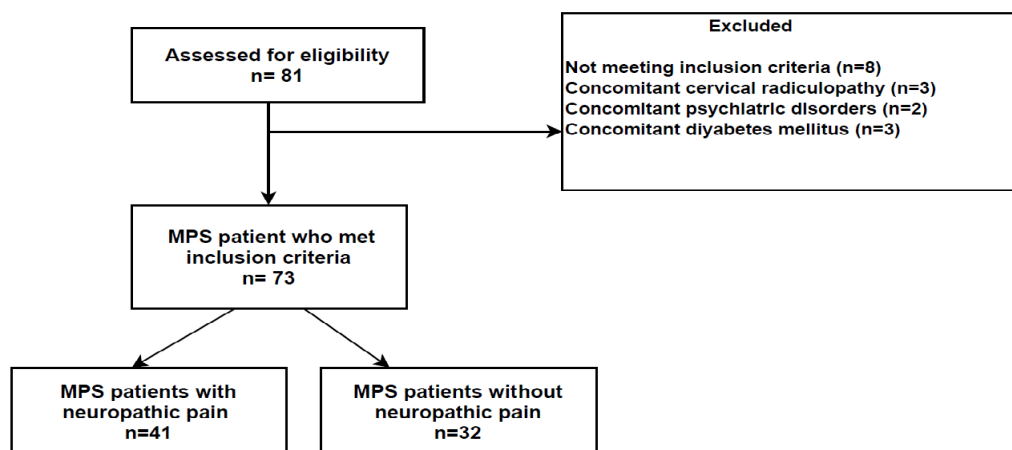 Assessed for eligibility
n= 81
Excluded
Not meeting inclusion criteria (n=8)
Concomitant cervical radiculopathy (n=3)
Concomitant psychiatric disorders (n=2)
Concomitant diyabetes mellitus (n=3)
MPS patient who met
inclusion criteria
n= 73
MPS patients with
neuropathic pain
n=41
MPS patients without
neuropathic pain
n=32